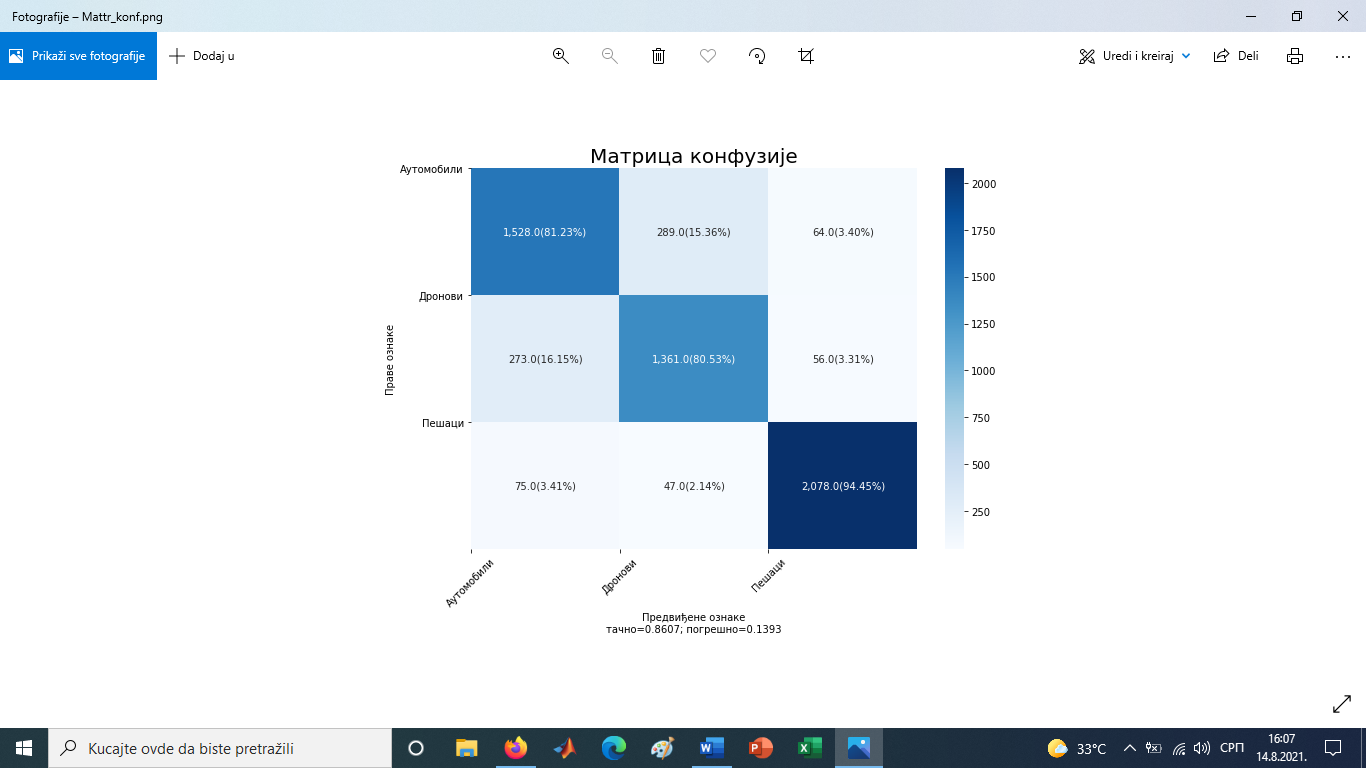 Fotografije – Mattr_konf.png
Prikaži sve fotografije
Dodaj u
Uredi i kreiraj
Deli
Матрица конфузије
Аутомобили
1,528.0(81.23%) 289.0(15.36%) 64.0(3.40%)
Дронови
273.0(16.15%) 1,361.0(80.53%) 56.0(3.31%)
Пешаци
75.0(3.41%) 47.0(2.14%) 2,078.0(94.45%)
Праве ознаке
2000
1750
1500
1250
1000
750
500
250
Аутомобили Дронови Пешаци
Предвиђене ознаке
тачно=0.8607; погрешно=0.1393
Kucajte ovde da biste pretražili
33°C
СРП
16:07
14.8.2021.